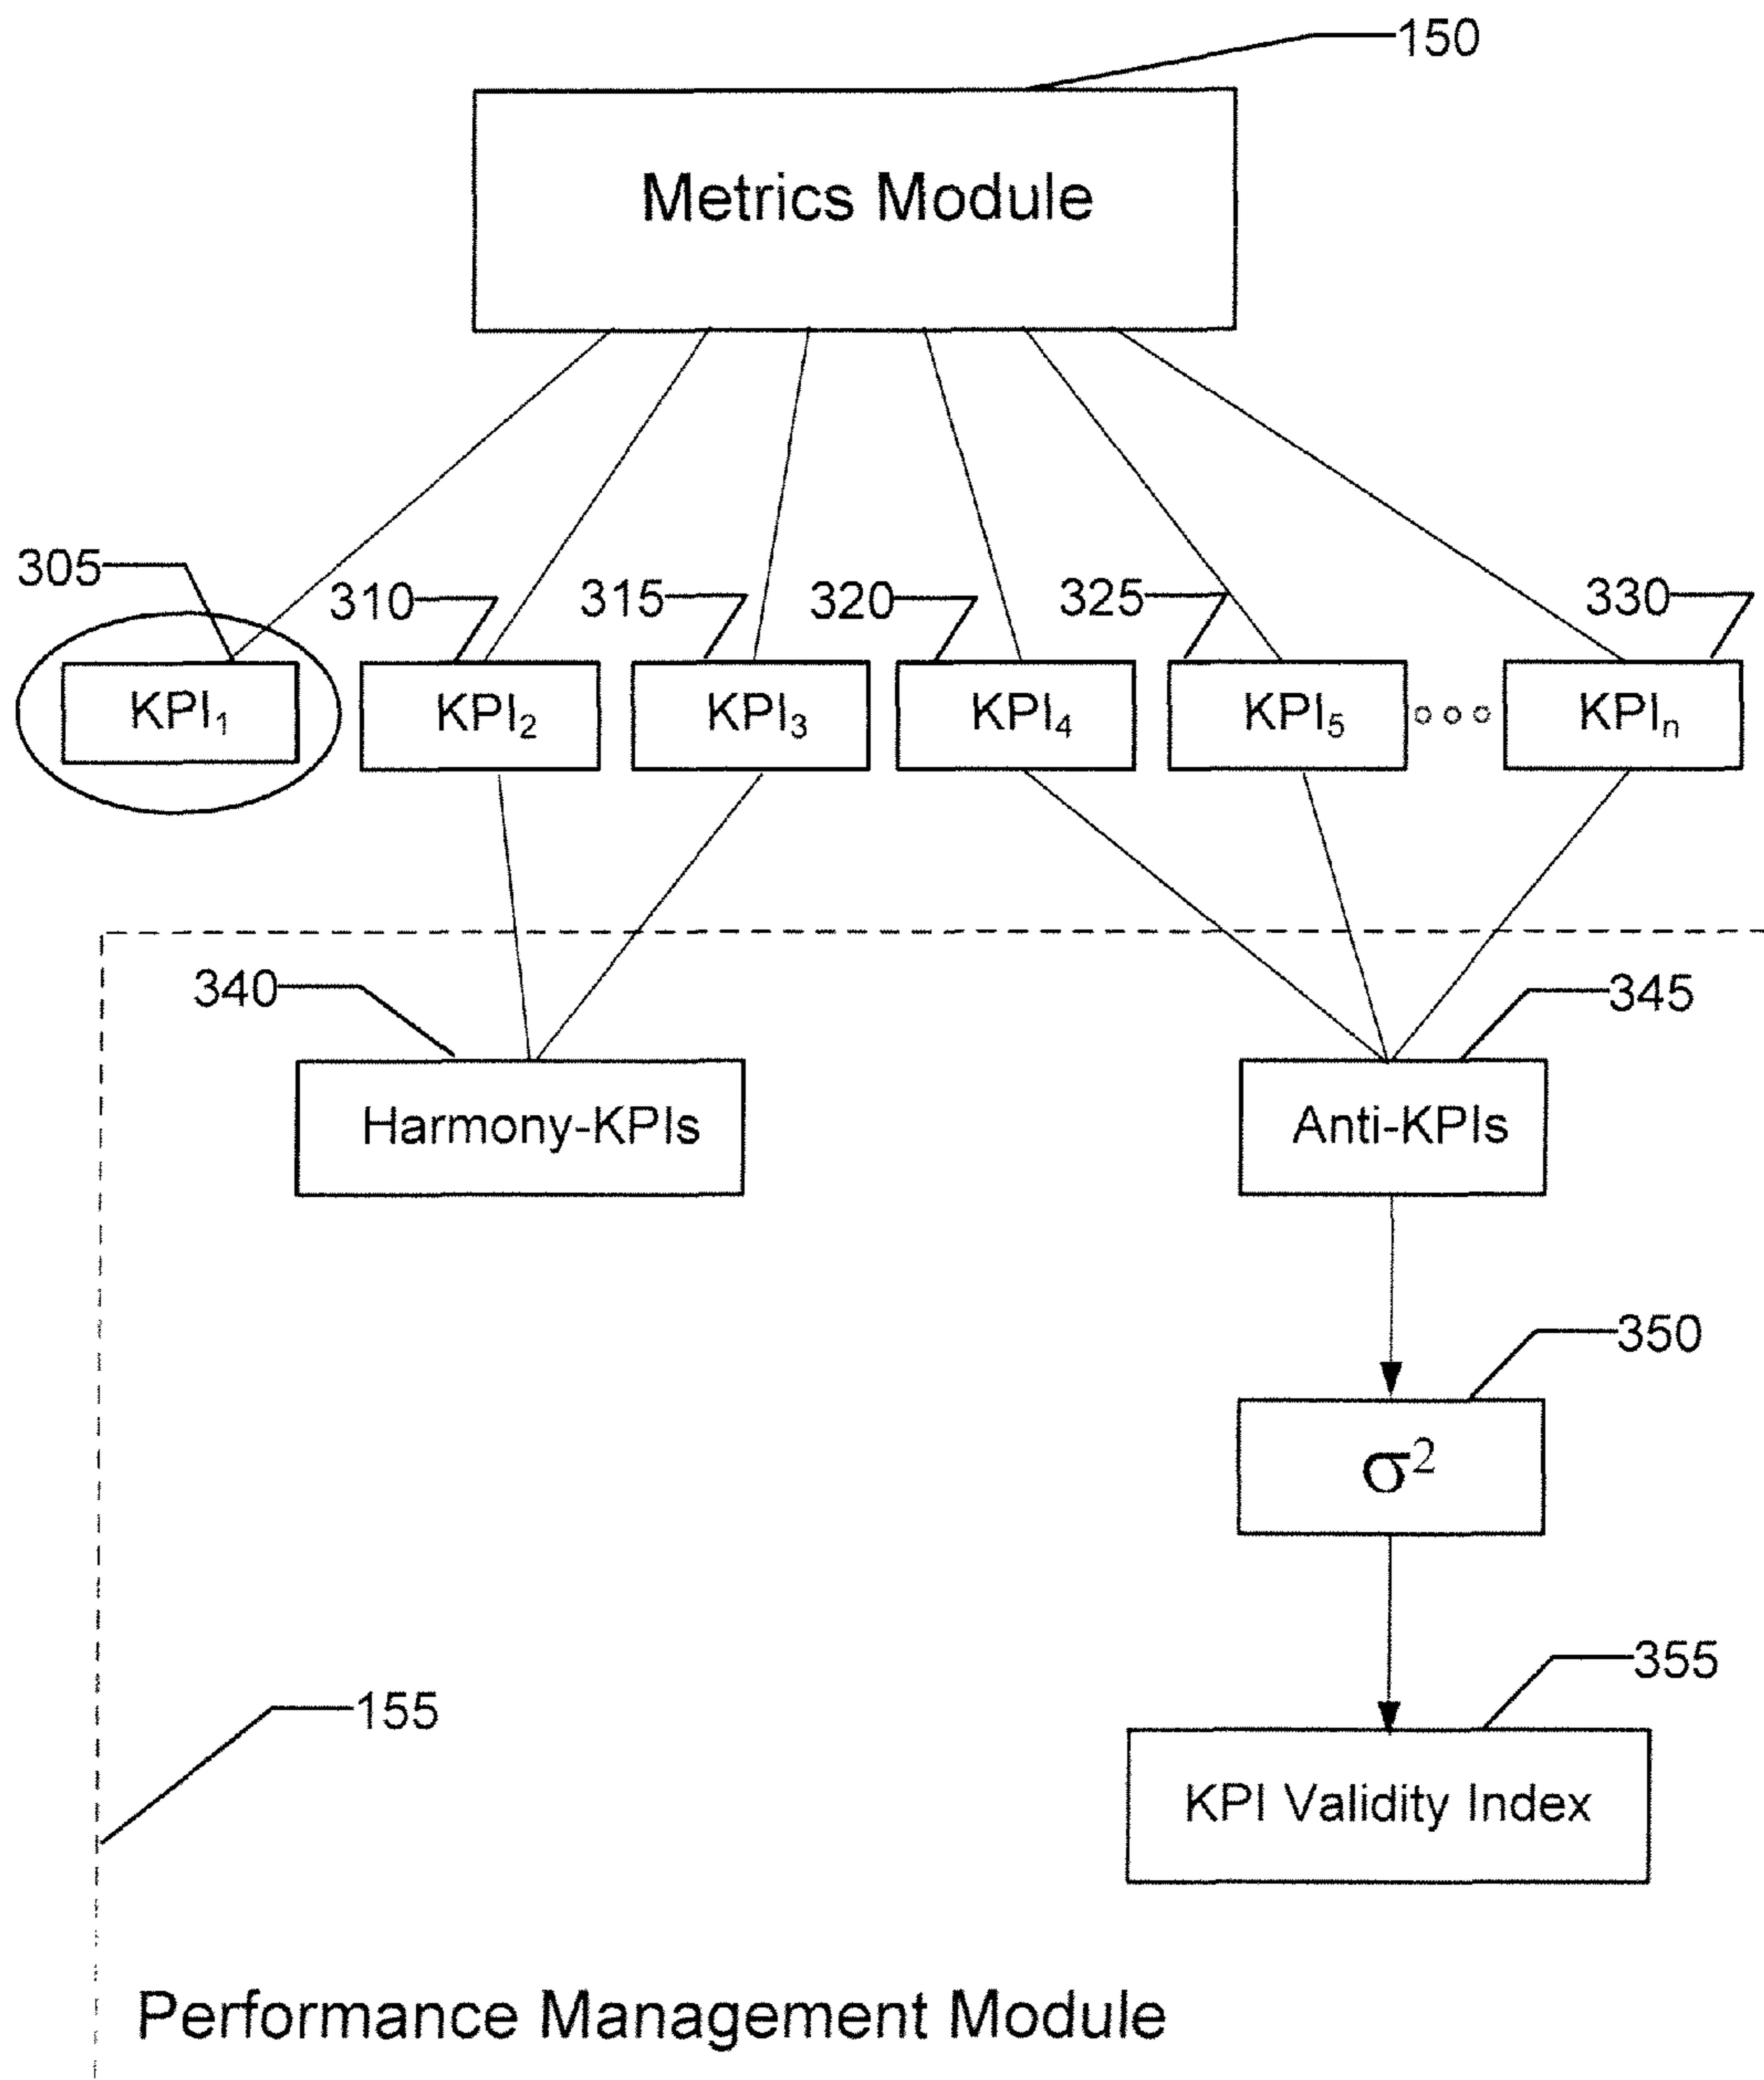 150
Metrics Module
305
310
315
320
325
330
KPI₁
KPI₂
KPI₃
KPI₄
KPI₅
KPIₙ
340
345
Harmony-KPIs
Anti-KPIs
350
σ²
355
155
KPI Validity Index
Performance Management Module